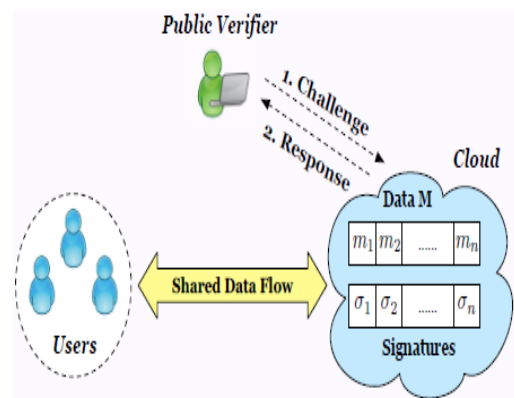 Public Verifier
1. Challenge
2. Response
Cloud
Data M
m₁ m₂ ...... mₙ
Shared Data Flow
σ₁ σ₂ ...... σₙ
Users
Signatures